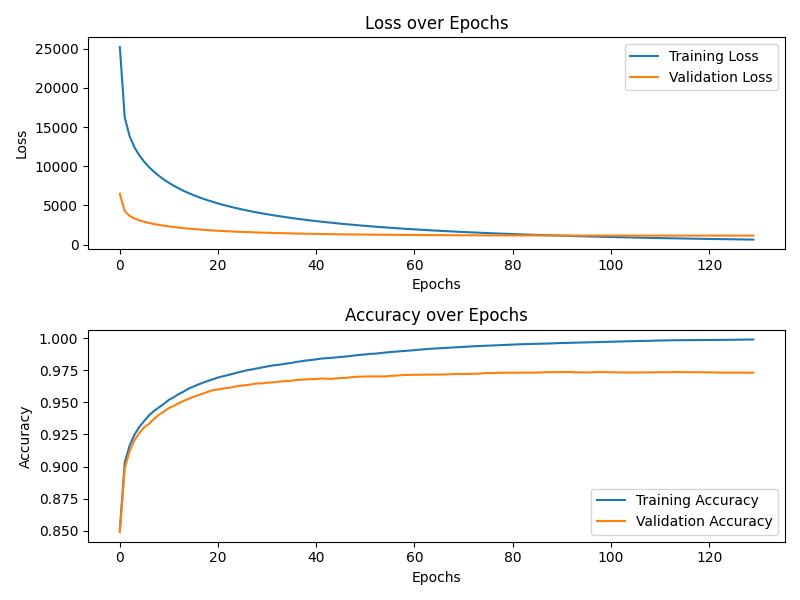 Loss over Epochs
25000
20000
15000
10000
5000
0
Loss
Training Loss
Validation Loss
0 20 40 60 80 100 120
Epochs
Accuracy over Epochs
1.000
0.975
0.950
0.925
0.900
0.875
0.850
Accuracy
Training Accuracy
Validation Accuracy
0 20 40 60 80 100 120
Epochs